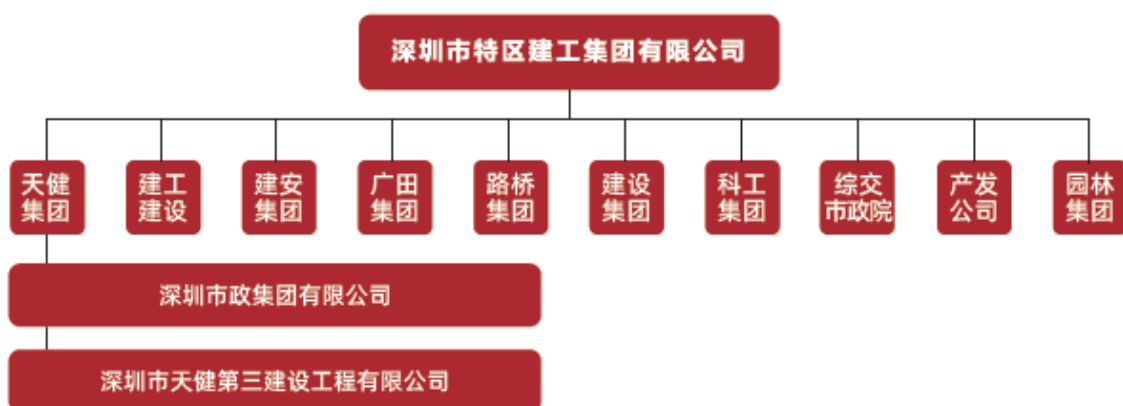 深圳市特区建工集团有限公司
天健
集团
建工
建设
建安
集团
广田
集团
路桥
集团
建设
集团
科工
集团
综交
市政院
产发
公司
园林
集团
深圳市政集团有限公司
深圳市天健第三建设工程有限公司